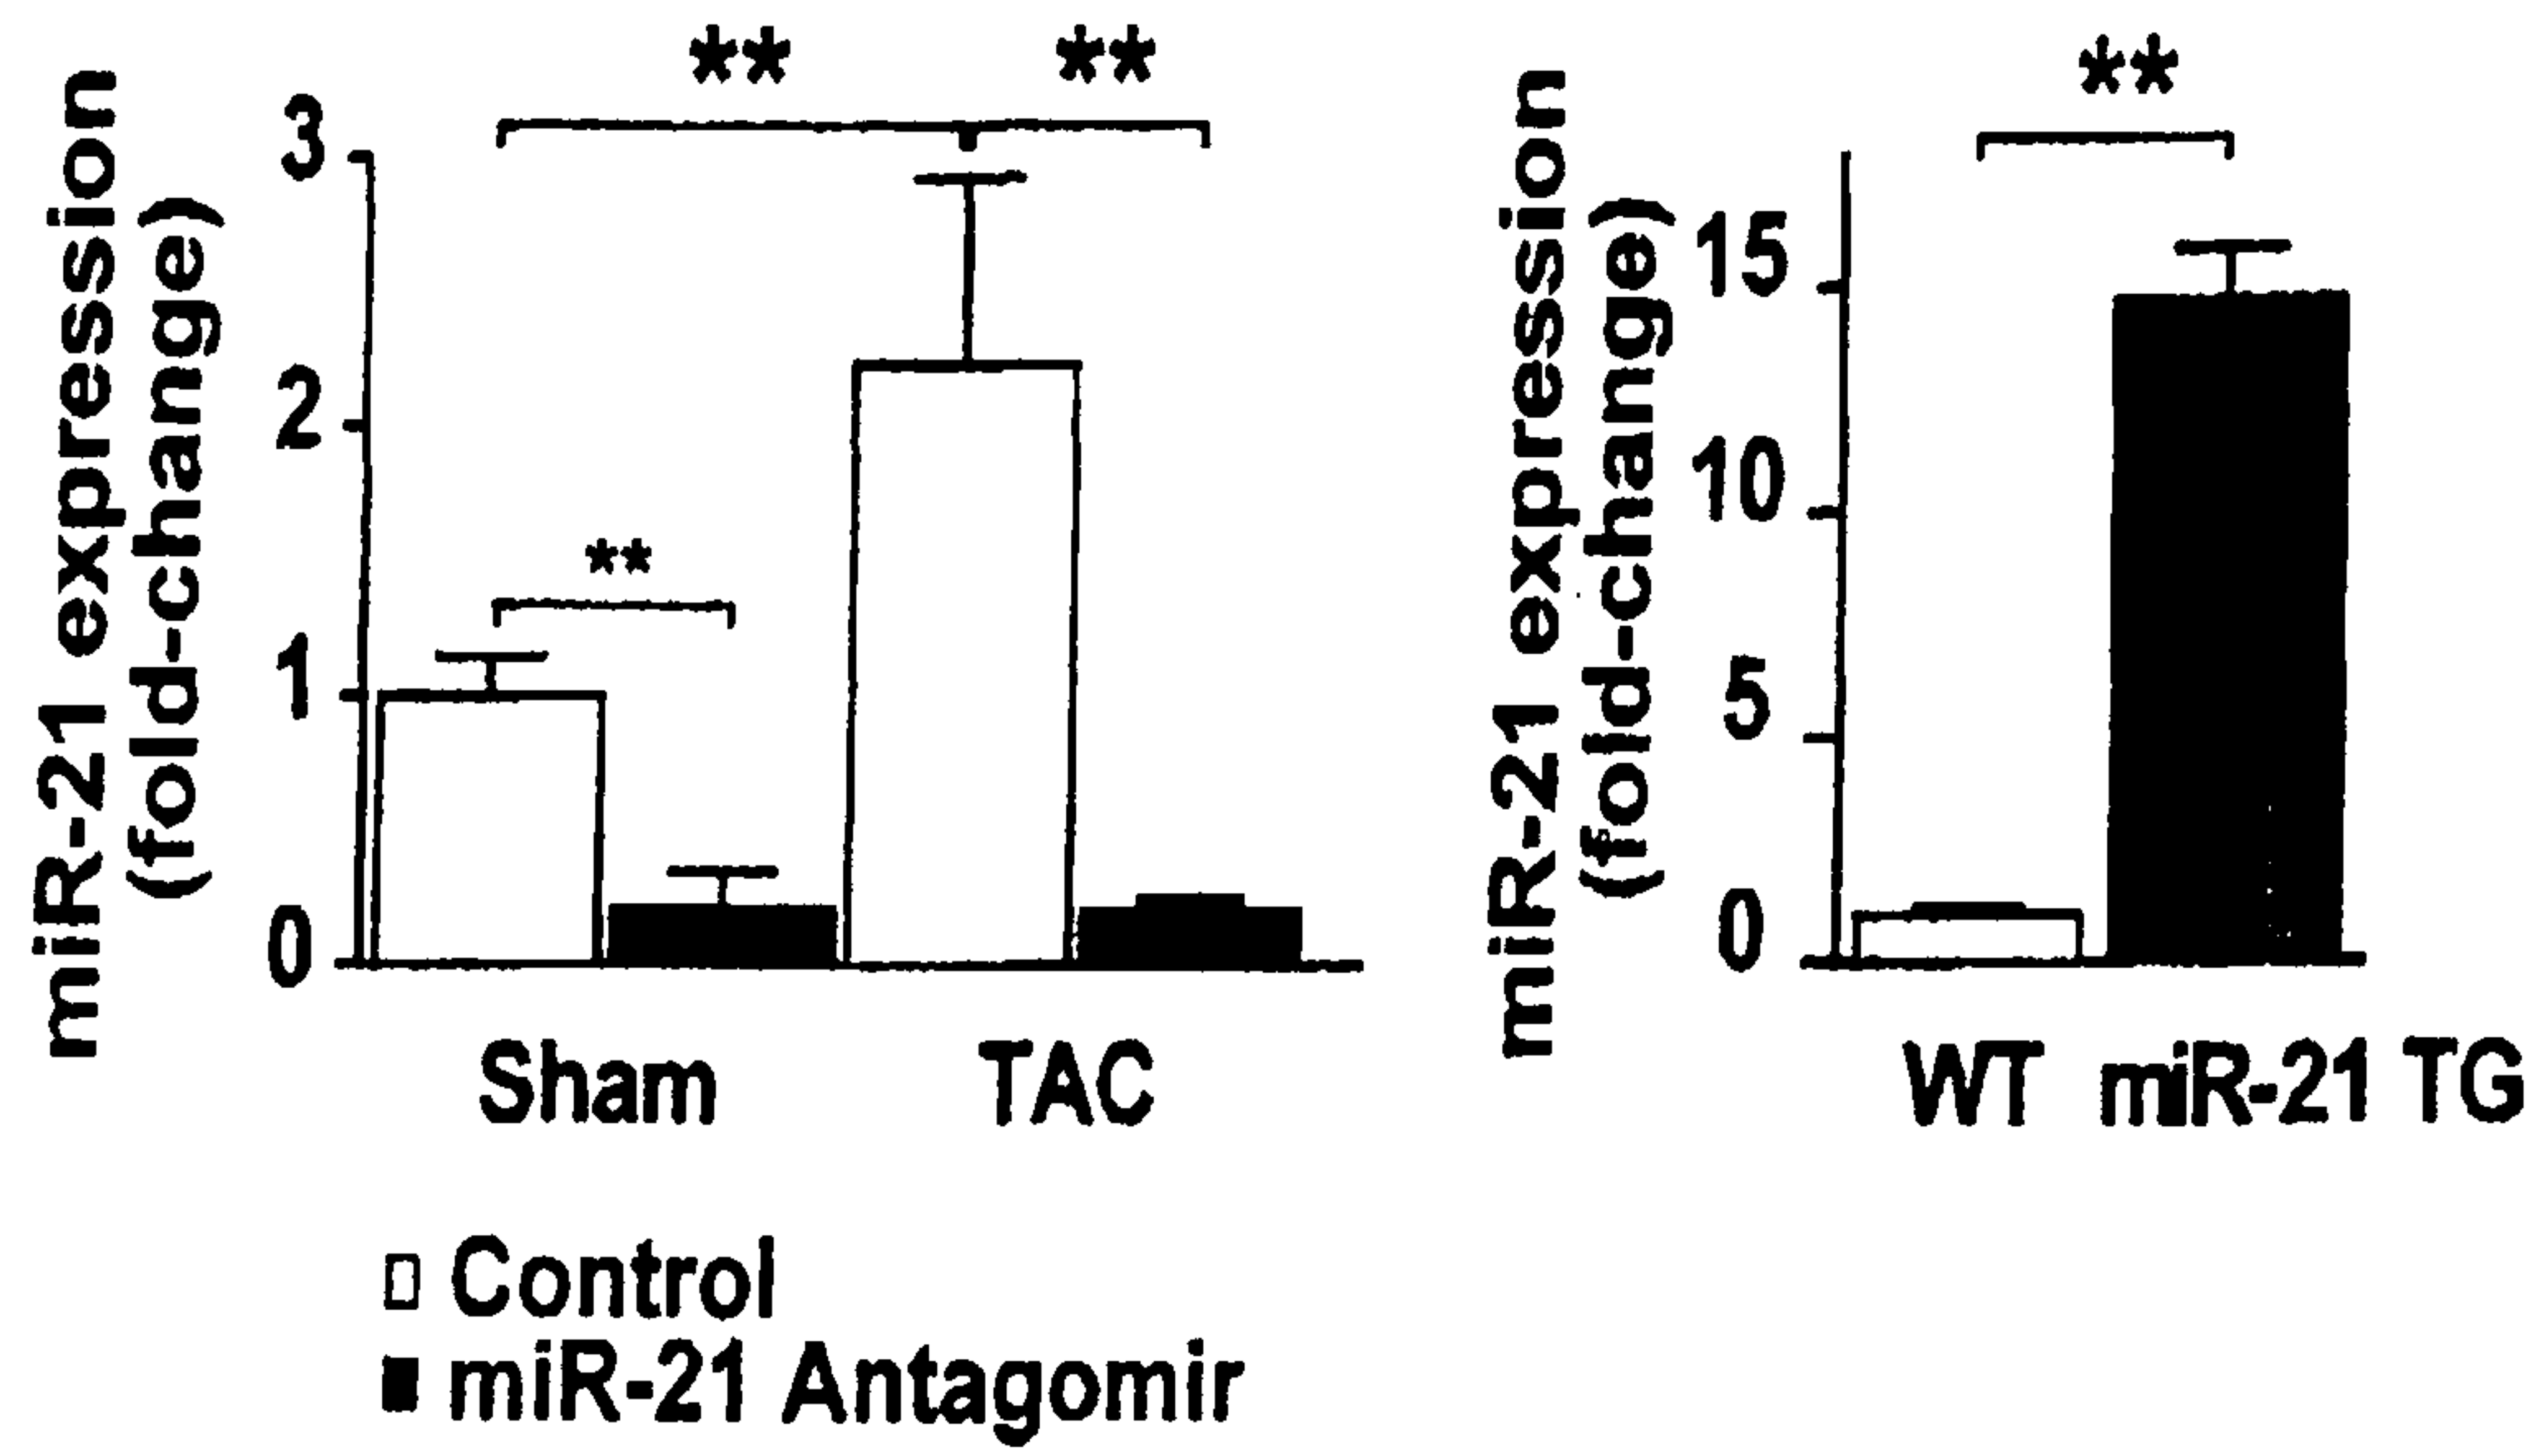 miR-21 expression
(fold-change)
3
2
1
0
**
**
**
Sham TAC
Control
miR-21 Antagomir
miR-21 expression
(fold-change)
15
10
5
0
**
WT miR-21 TG